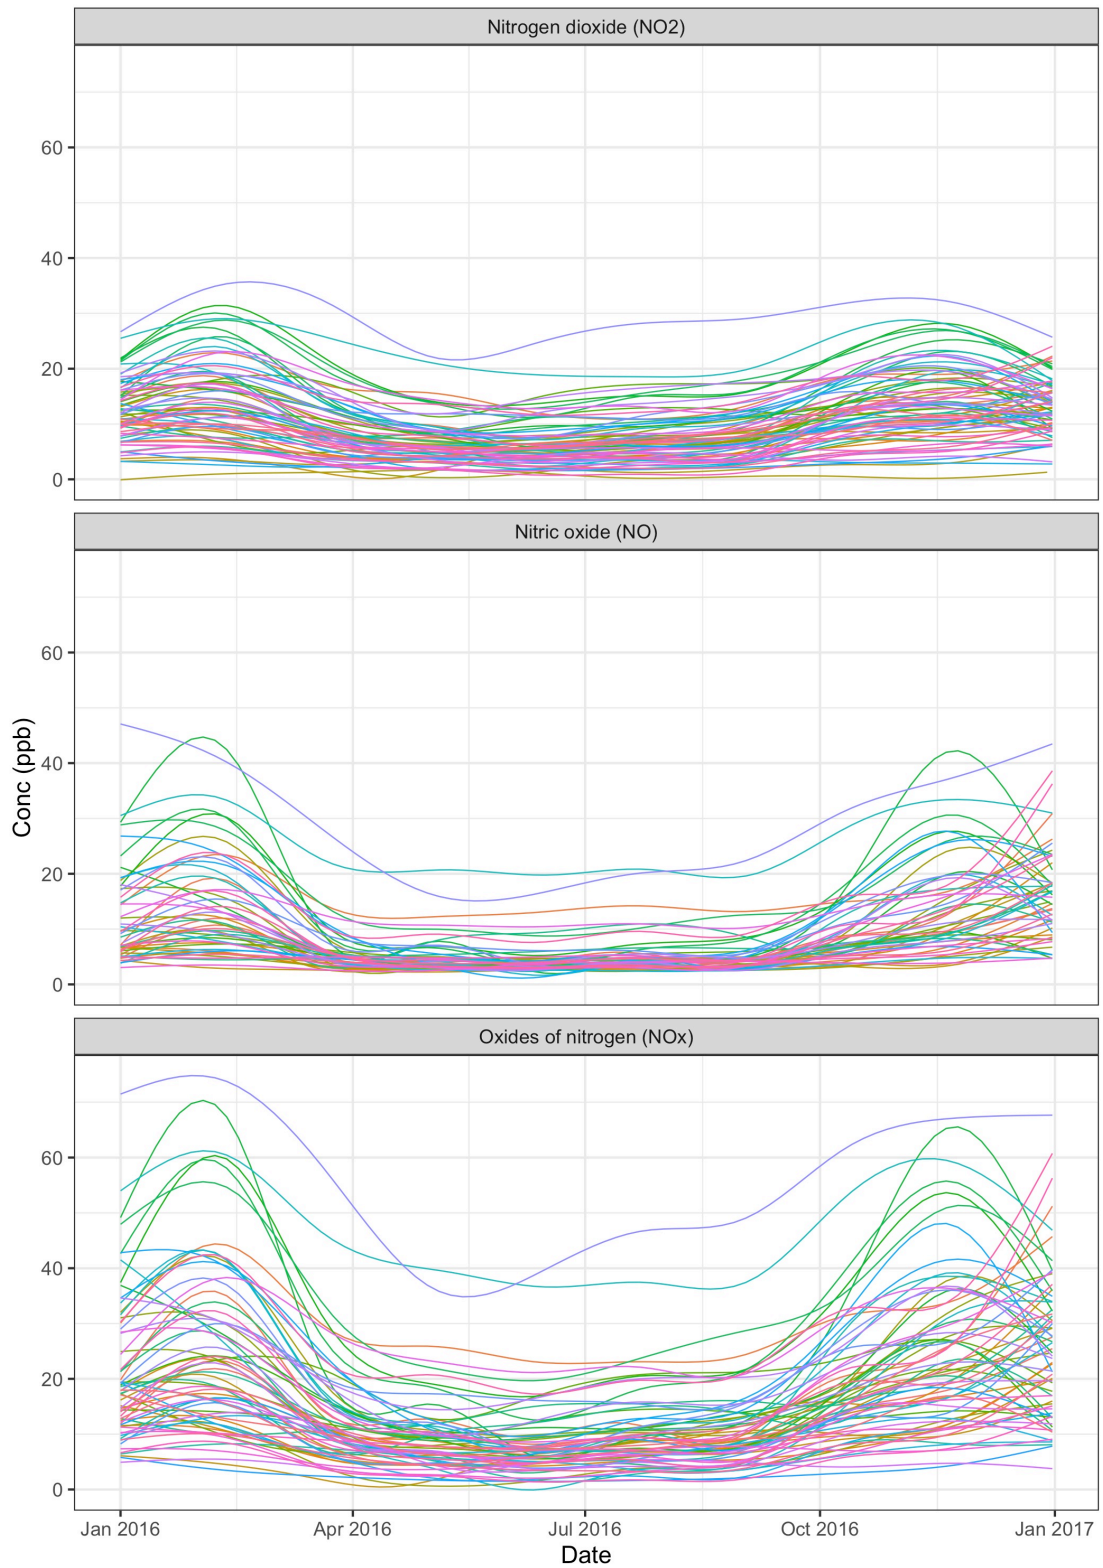 Nitrogen dioxide (NO2)
60
40
20
0
Nitric oxide (NO)
60
40
20
0
Conc (ppb)
Oxides of nitrogen (NOx)
60
40
20
0
Jan 2016 Apr 2016 Jul 2016 Oct 2016 Jan 2017
Date